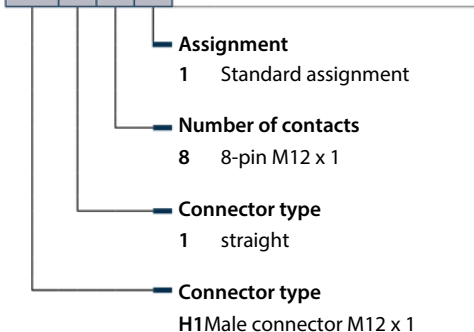 Assignment
1 Standard assignment
Number of contacts
8 8-pin M12 x 1
Connector type
1 straight
Connector type
H1Male connector M12 x 1